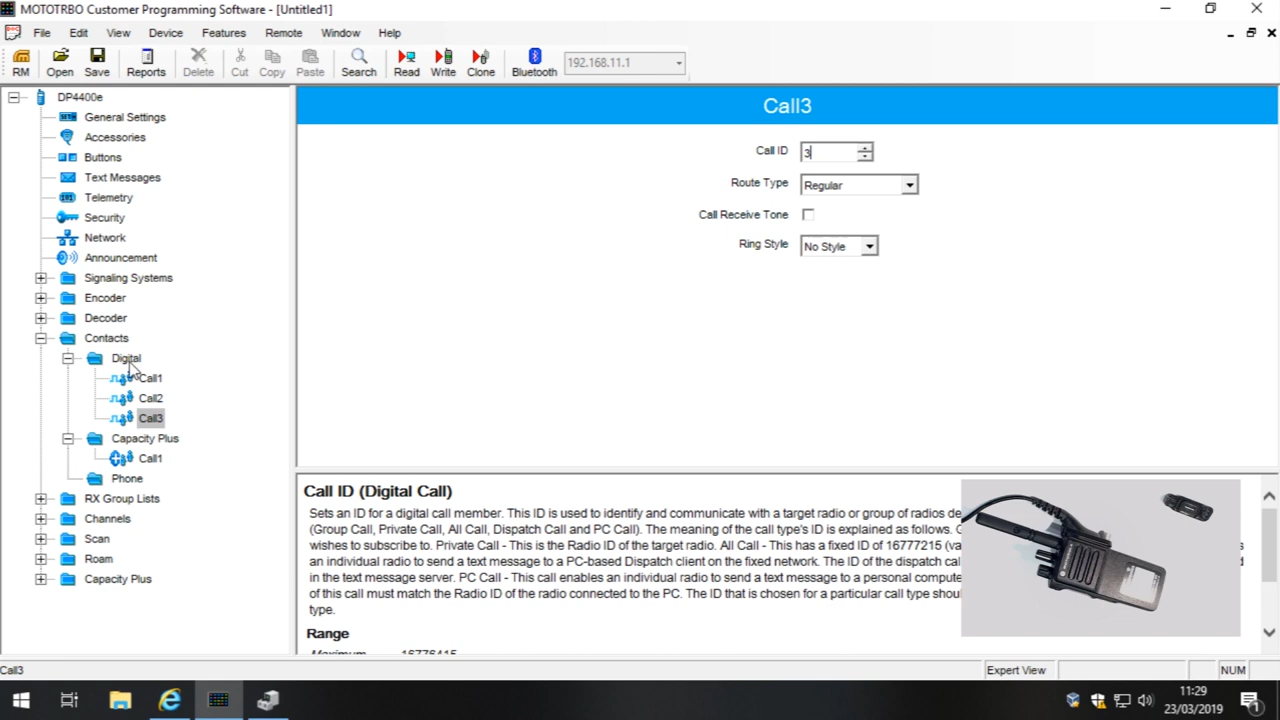 MOTOTRBO Customer Programming Software - [Untitled1]
File Edit View Device Features Remote Window Help
RM Open Save Reports Delete Cut Copy Paste Search Read Write Clone Bluetooth 192.168.11.1
DP4400e
General Settings
Accessories
Buttons
Text Messages
Telemetry
Security
Network
Announcement
Signaling Systems
Encoder
Decoder
Contacts
Digital
Call1
Call2
Call3
Capacity Plus
Call1
Phone
RX Group Lists
Channels
Scan
Roam
Capacity Plus
Call3
Call ID 3
Route Type Regular
Call Receive Tone
Ring Style No Style
Call ID (Digital Call)
Sets an ID for a digital call member. This ID is used to identify and communicate with a target radio or group of radios de
(Group Call, Private Call, All Call, Dispatch Call and PC Call). The meaning of the call type's ID is explained as follows.
wishes to subscribe to. Private Call - This is the Radio ID of the target radio. All Call - This has a fixed ID of 16777215 (va
an individual radio to send a text message to a PC-based Dispatch client on the fixed network. The ID of the dispatch cal
in the text message server. PC Call - This call enables an individual radio to send a text message to a personal compute
of this call must match the Radio ID of the radio connected to the PC. The ID that is chosen for a particular call type shou
type.
Range
Maximum 16776415
Call3 Expert View NUM
11:29
23/03/2019
1